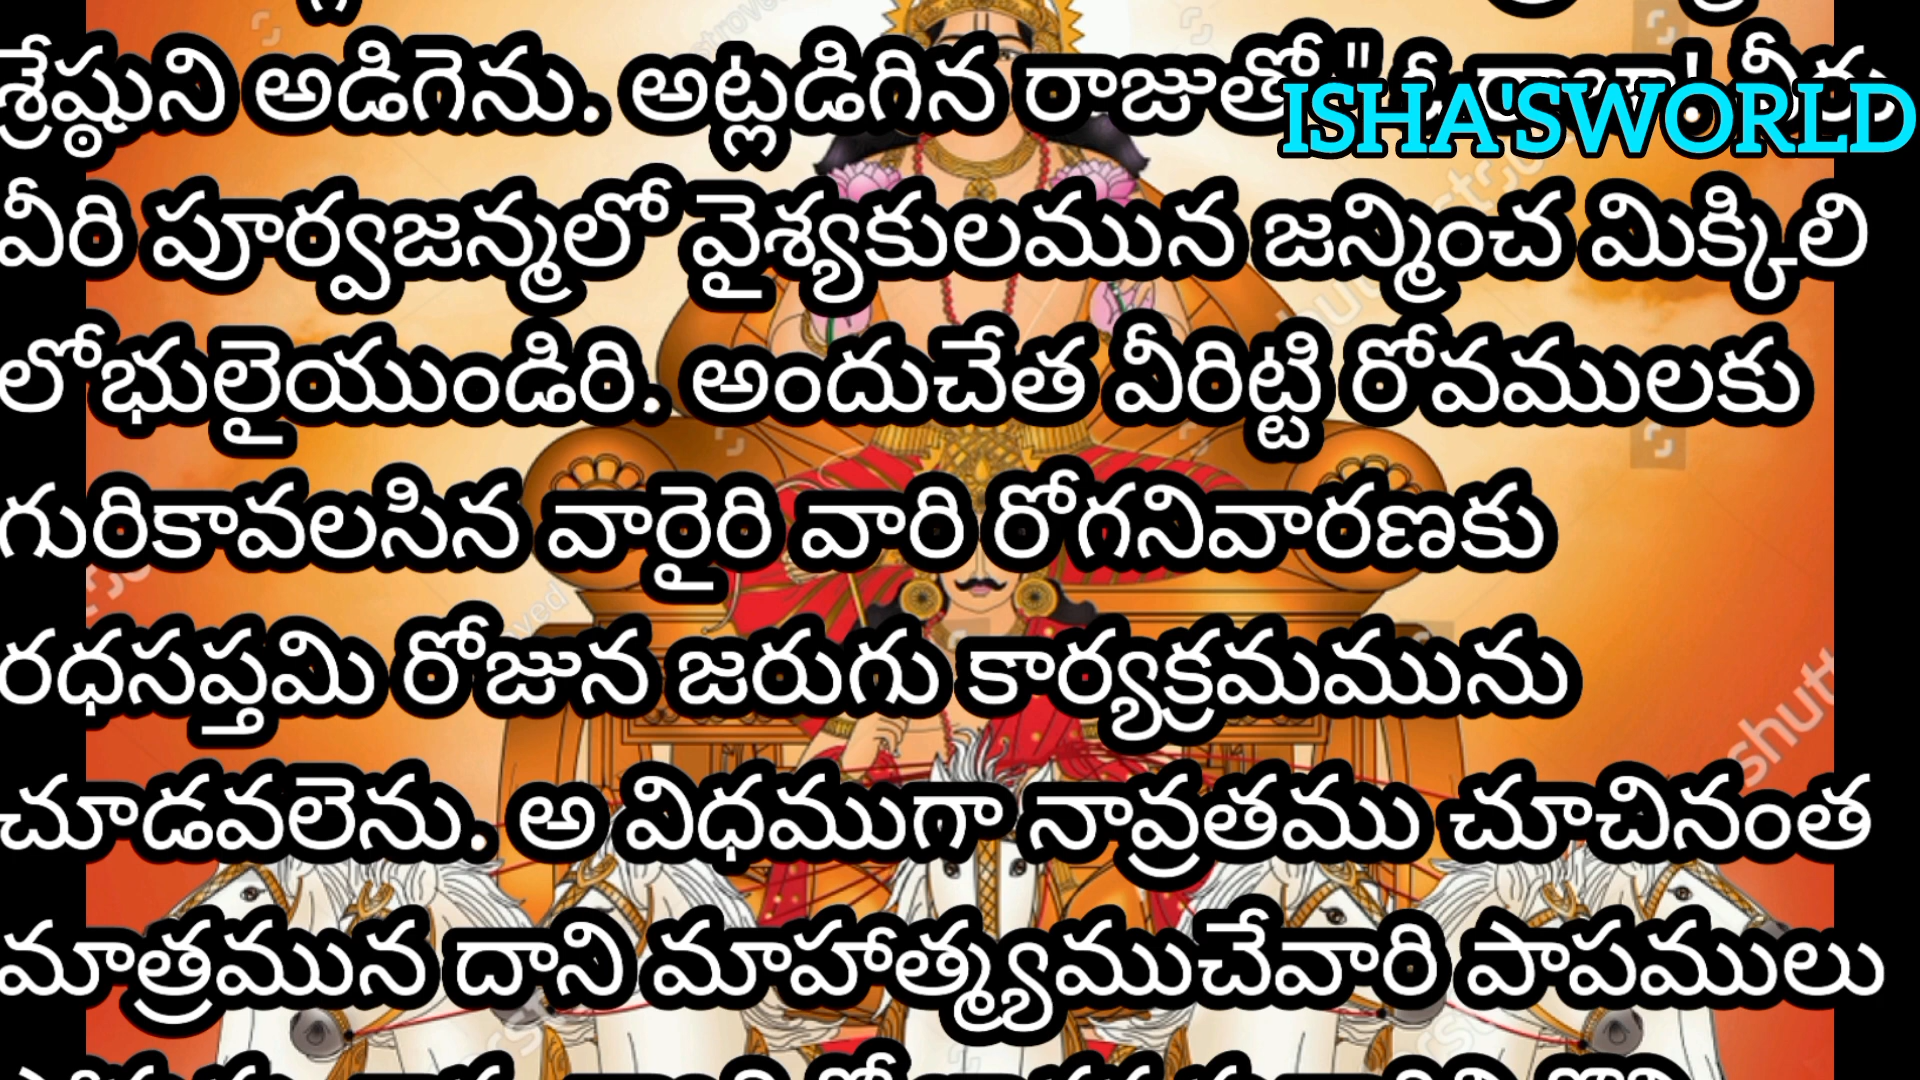 శ్రేష్ఠుని అడిగెను. అట్లడిగిన రాజుతో "ఓ రాజా! వీరు
ISHA'SWORLD
వీరి పూర్వజన్మలో వైశ్యకులమున జన్మించ మిక్కిలి
లోభులైయుండిరి. అందుచేత వీరిట్టి రోవములకు
గురికావలసిన వారైరి వారి రోగనివారణకు
రధసప్తమి రోజున జరుగు కార్యక్రమమును
చూడవలెను. అ విధముగా నావ్రతము చూచినంత
మాత్రమున దాని మాహాత్మ్యముచేవారి పాపములు